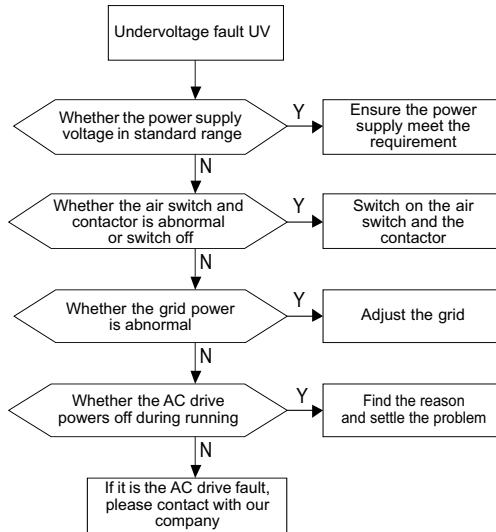 Undervoltage fault UV
Whether the power supply
voltage in standard range
Y
Ensure the power
supply meet the
requirement
N
Whether the air switch and
contactor is abnormal
or switch off
Y
Switch on the air
switch and the
contactor
N
Whether the grid power
is abnormal
Y
Adjust the grid
N
Whether the AC drive
powers off during running
Y
Find the reason
and settle the problem
N
If it is the AC drive fault,
please contact with our
company